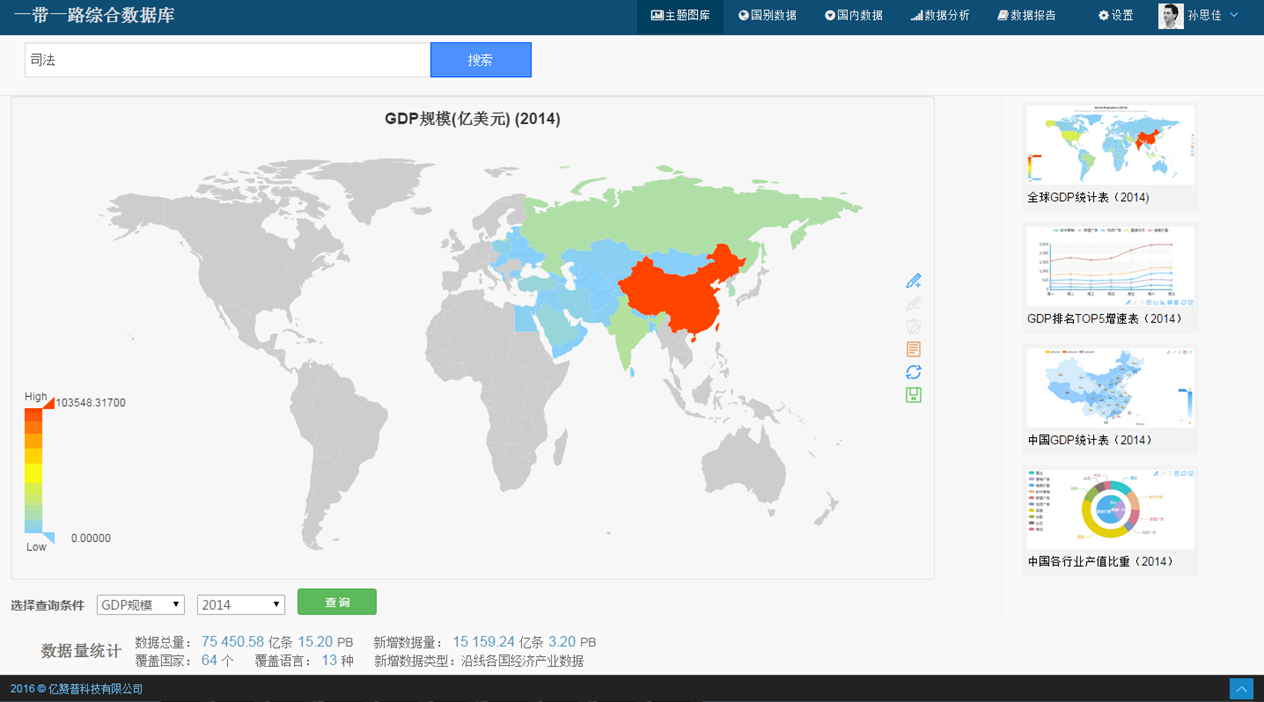 一带一路综合数据库
主题图库 国别数据 国内数据 数据分析 数据报告 设置 孙思佳
司法 搜索
GDP规模(亿美元) (2014)
全球GDP统计表（2014)
GDP排名TOP5增速表（2014）
中国GDP统计表（2014）
中国各行业产值比重（2014）
High 103548.31700
Low 0.00000
选择查询条件 GDP规模 2014 查 询
数据量统计
数据总量： 75 450.58 亿条 15.20 PB 新增数据量： 15 159.24 亿条 3.20 PB
覆盖国家： 64 个 覆盖语言： 13 种 新增数据类型：沿线各国经济产业数据
2016 © 亿赞普科技有限公司